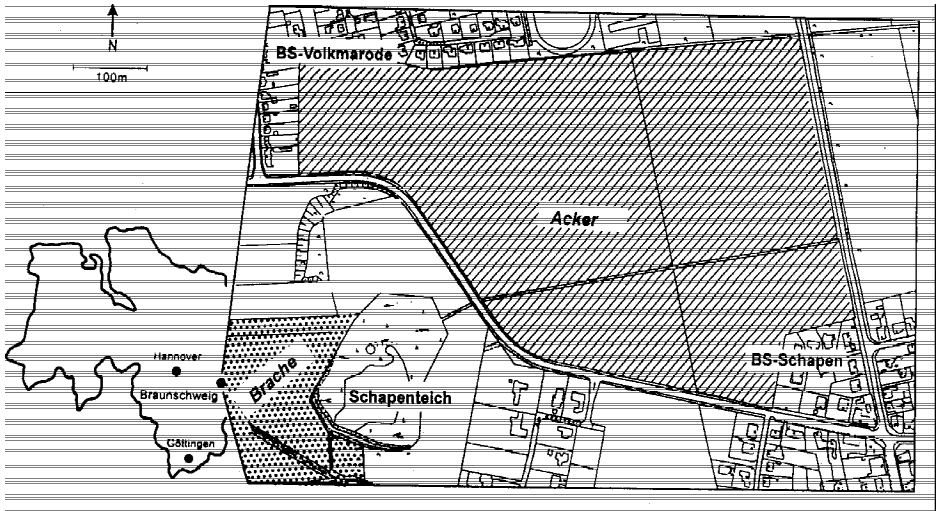 N
100m
BS-Volkmarode
Acker
BS-Schapen
Brache
Schapenteich
Hannover
Braunschweig
Göttingen